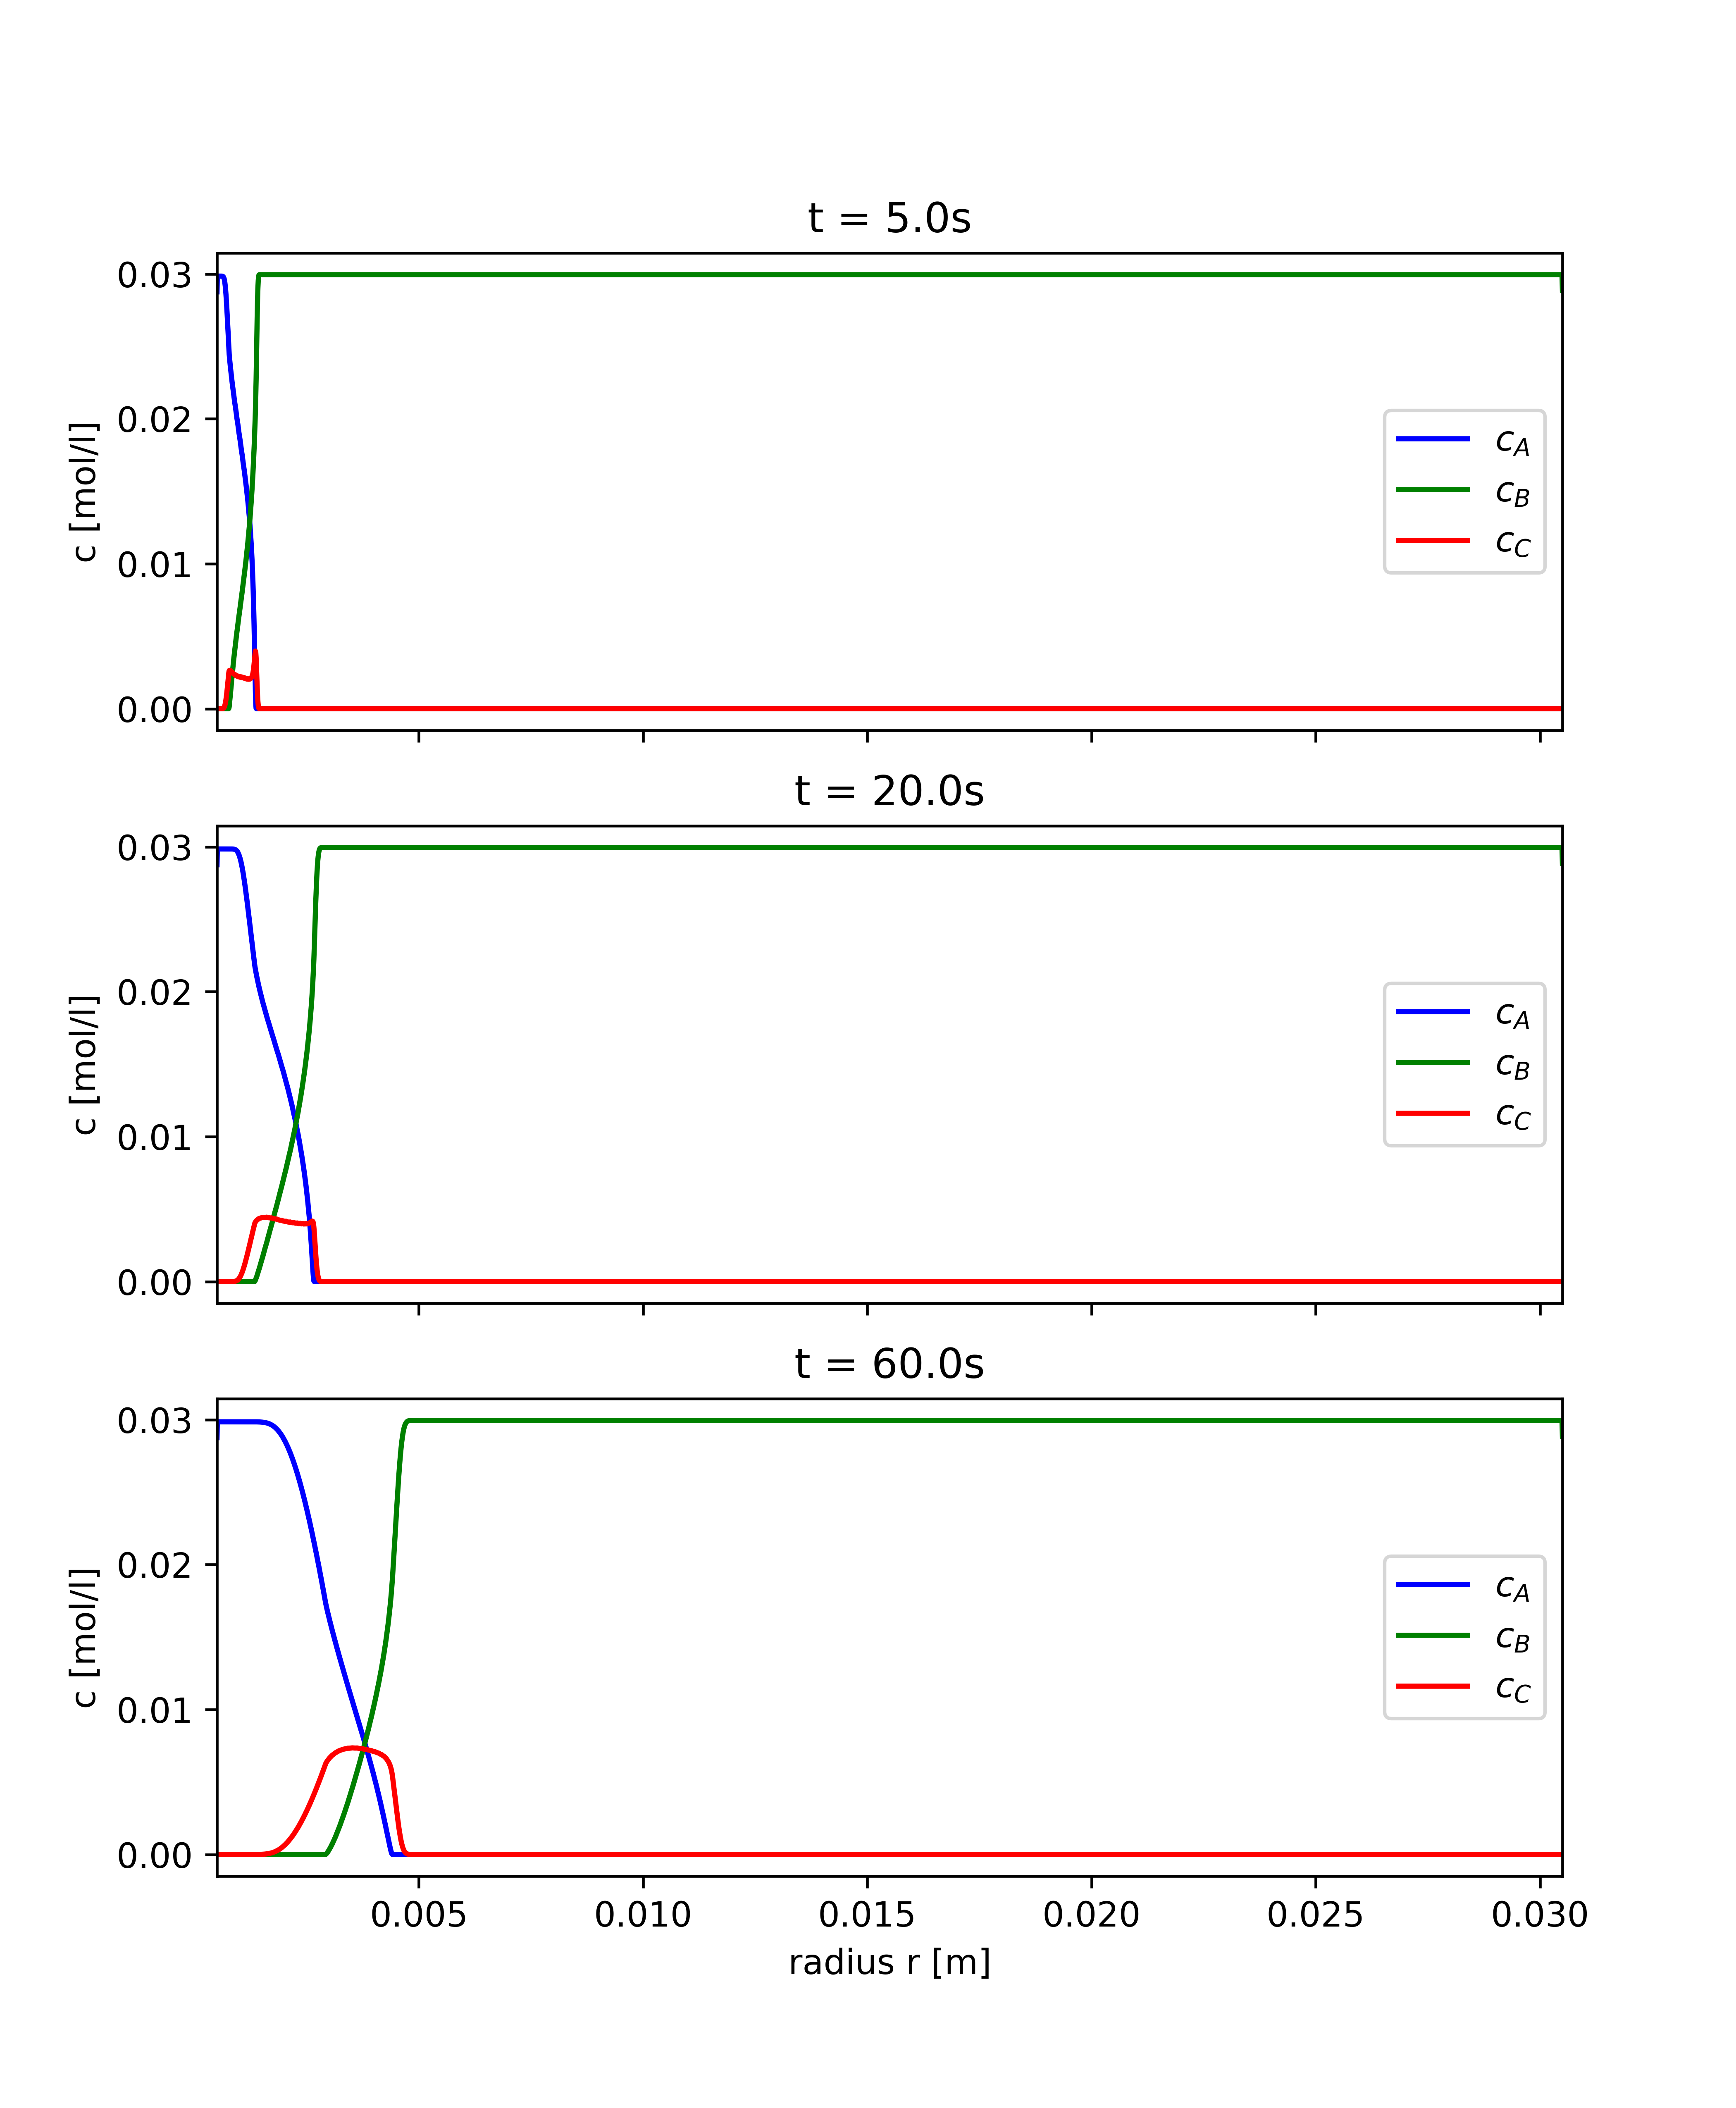 t = 5.0s
0.03
0.02
0.01
0.00
c [mol/l]
c_A
c_B
c_C
t = 20.0s
0.03
0.02
0.01
0.00
c [mol/l]
c_A
c_B
c_C
t = 60.0s
0.03
0.02
0.01
0.00
c [mol/l]
c_A
c_B
c_C
0.005 0.010 0.015 0.020 0.025 0.030
radius r [m]